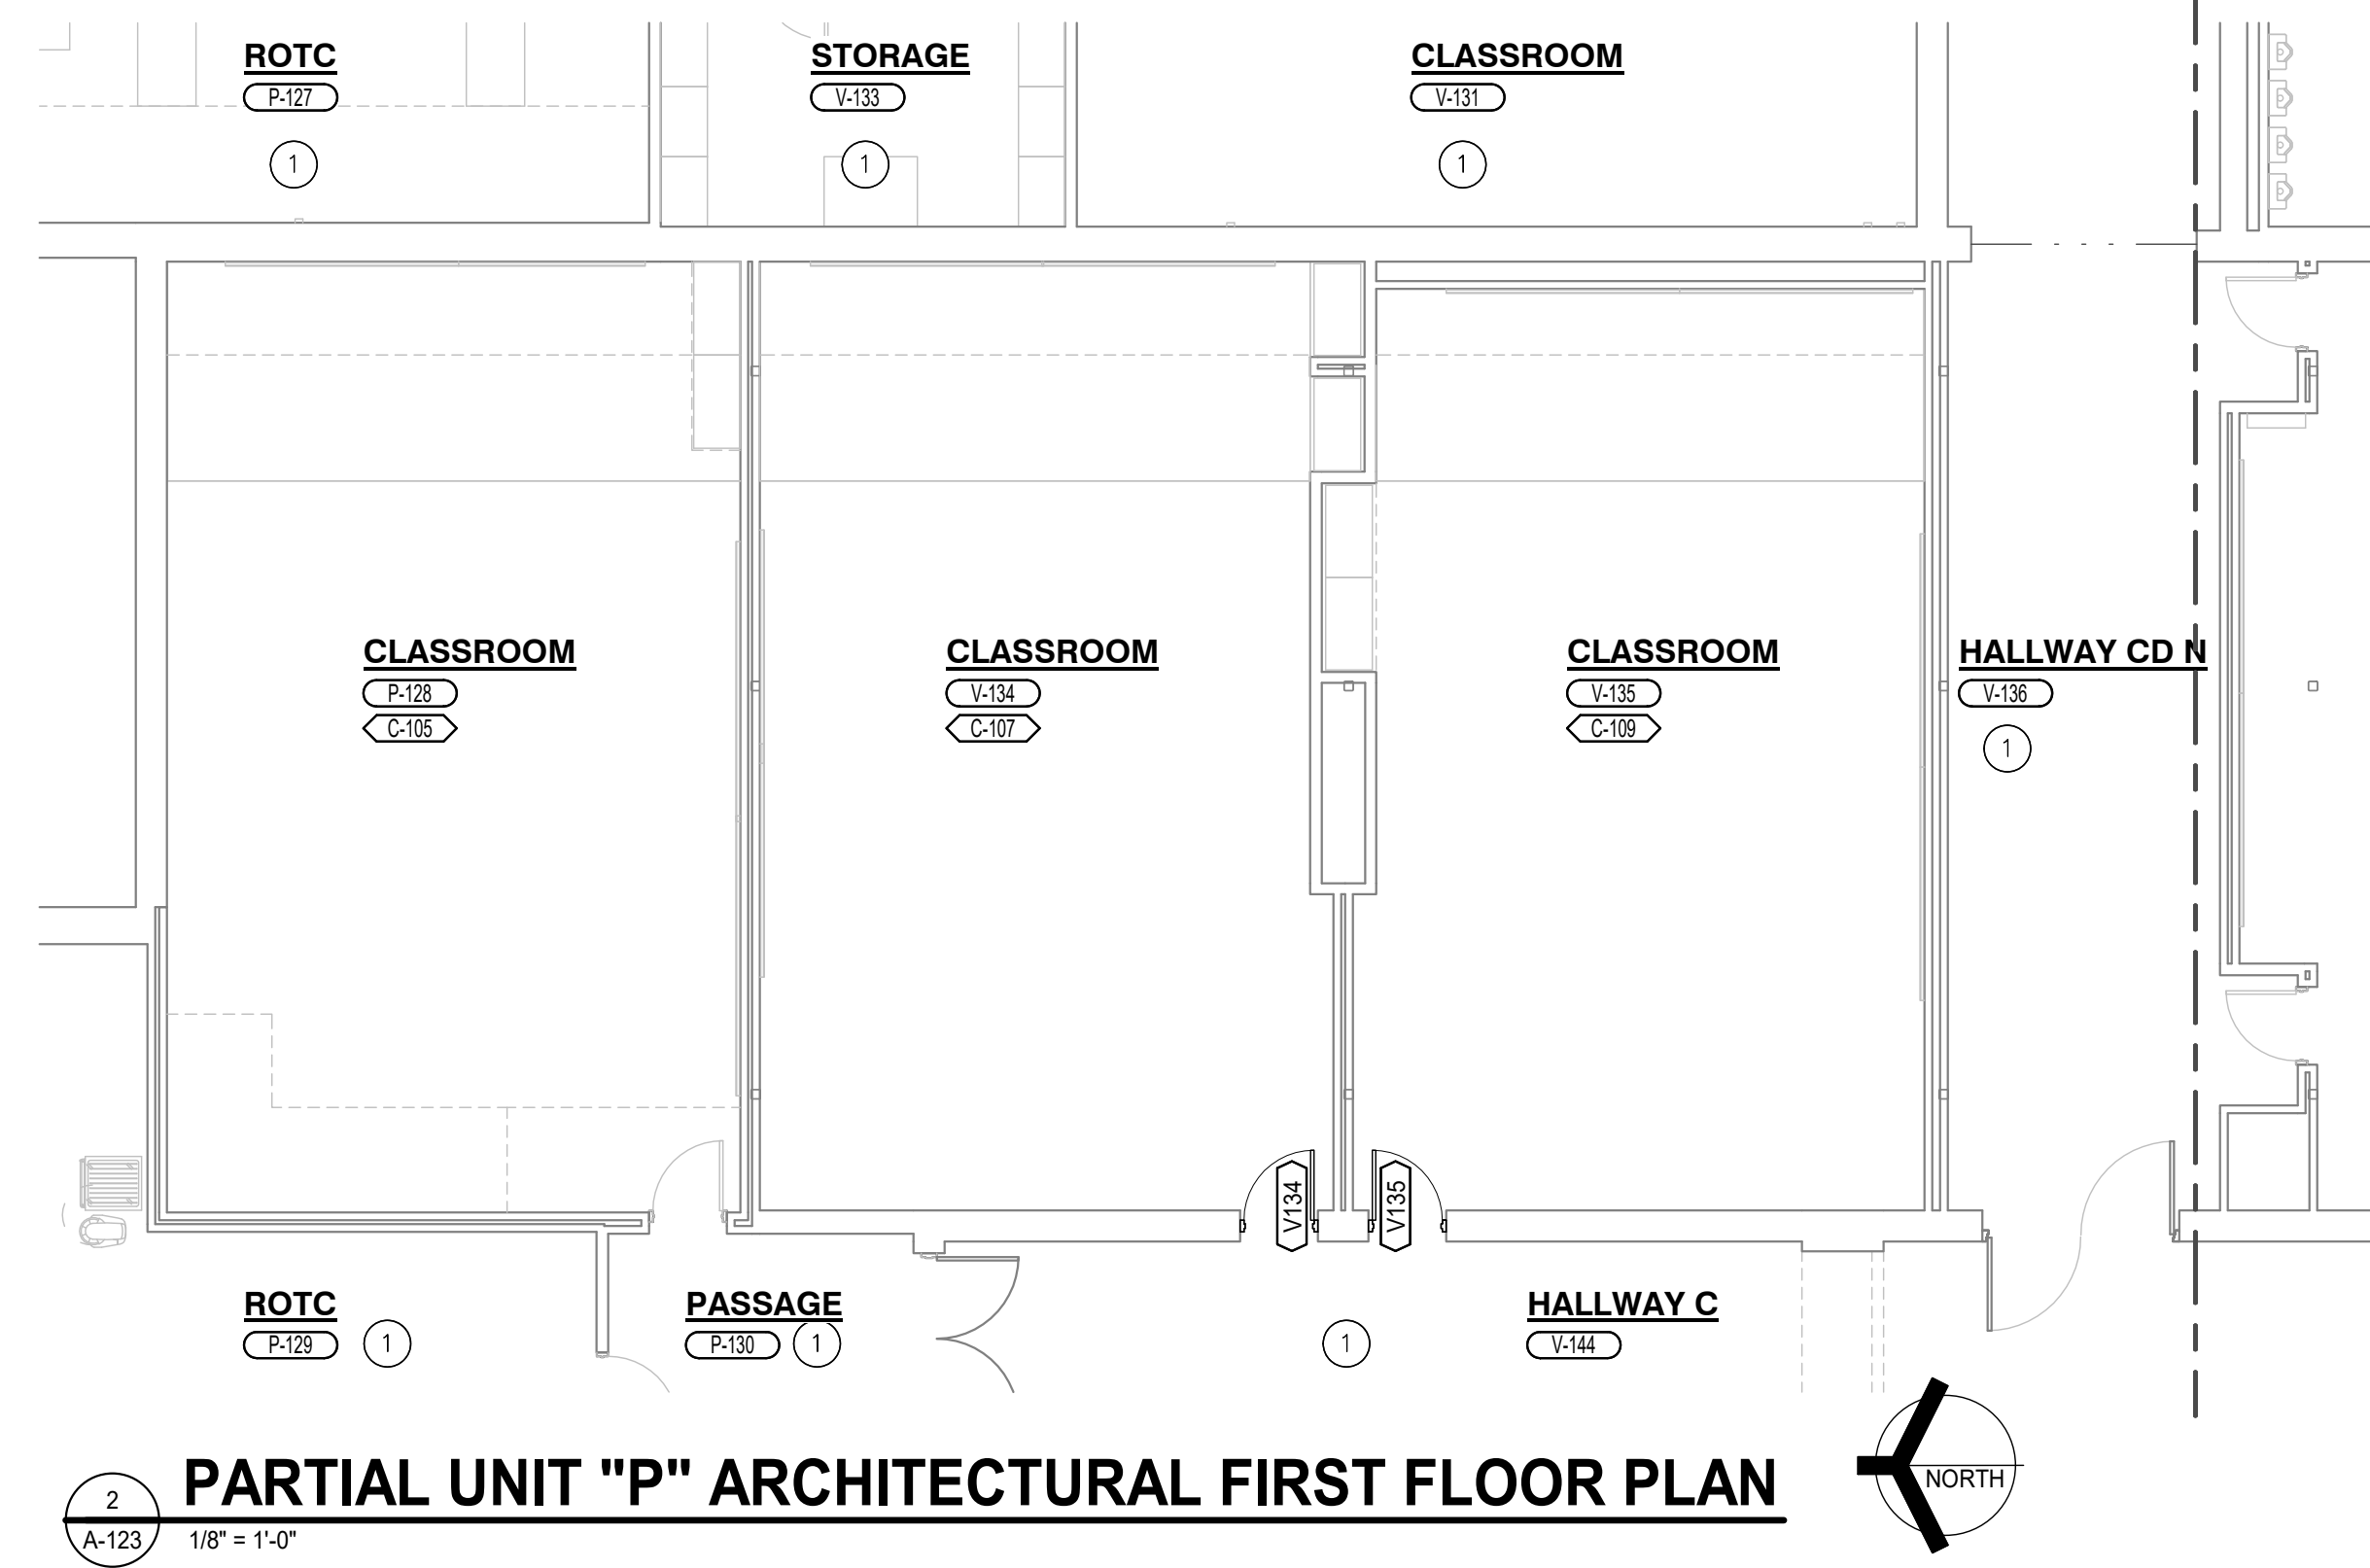 ROTC
P-127
1
STORAGE
V-133
1
CLASSROOM
V-131
1
CLASSROOM
P-128
C-105
CLASSROOM
V-134
C-107
CLASSROOM
V-135
C-109
HALLWAY CD N
V-136
1
V134
V135
ROTC
P-129
1
PASSAGE
P-130
1
1
HALLWAY C
V-144
NORTH
2
A-123
PARTIAL UNIT "P" ARCHITECTURAL FIRST FLOOR PLAN
1/8" = 1'-0"